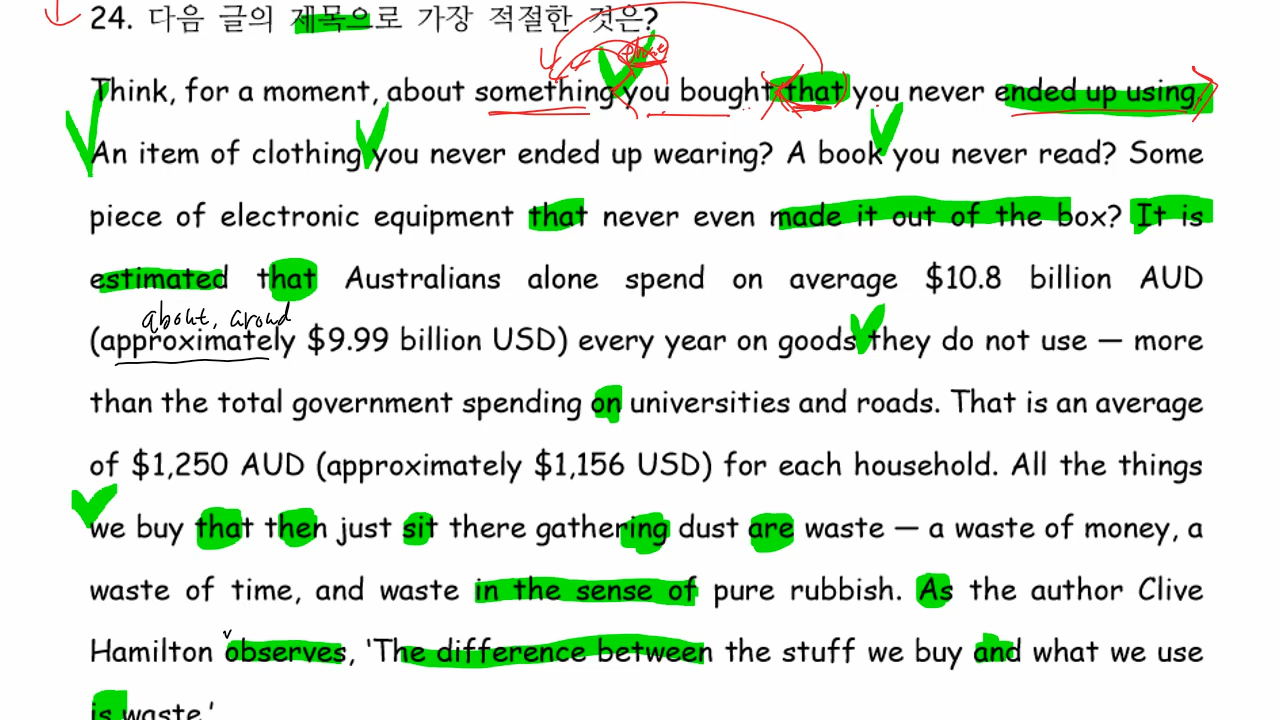 24. 다음 글의 제목으로 가장 적절한 것은?
Think, for a moment, about something you bought that you never ended up using.
An item of clothing you never ended up wearing? A book you never read? Some
piece of electronic equipment that never even made it out of the box? It is
estimated that Australians alone spend on average $10.8 billion AUD
about, aroud
(approximately $9.99 billion USD) every year on goods they do not use — more
than the total government spending on universities and roads. That is an average
of $1,250 AUD (approximately $1,156 USD) for each household. All the things
we buy that then just sit there gathering dust are waste — a waste of money, a
waste of time, and waste in the sense of pure rubbish. As the author Clive
Hamilton observes, 'The difference between the stuff we buy and what we use
is waste.'